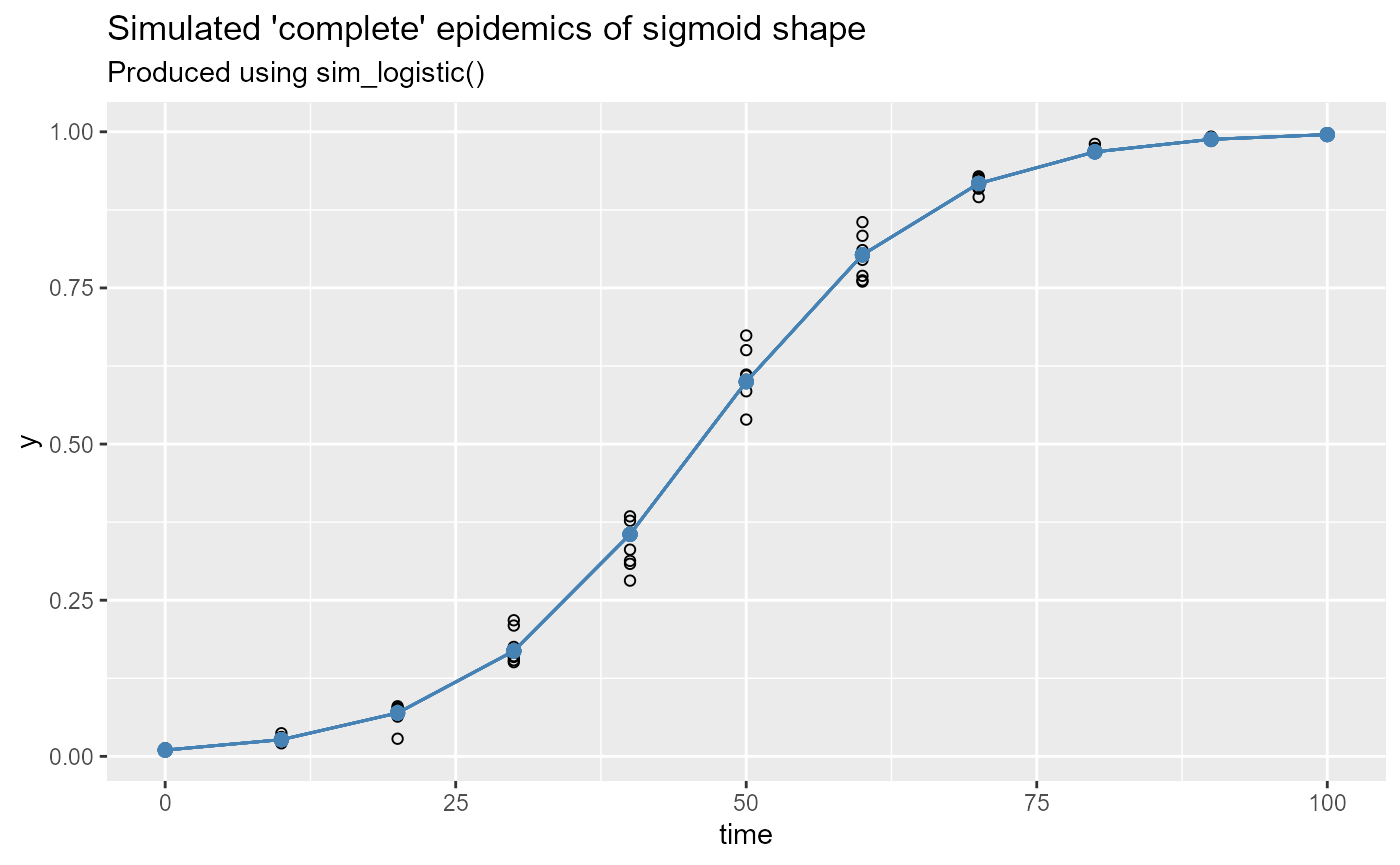 Simulated 'complete' epidemics of sigmoid shape
Produced using sim_logistic()
1.00
0.75
y
0.50
0.25
0.00
0 25 50 75 100
time